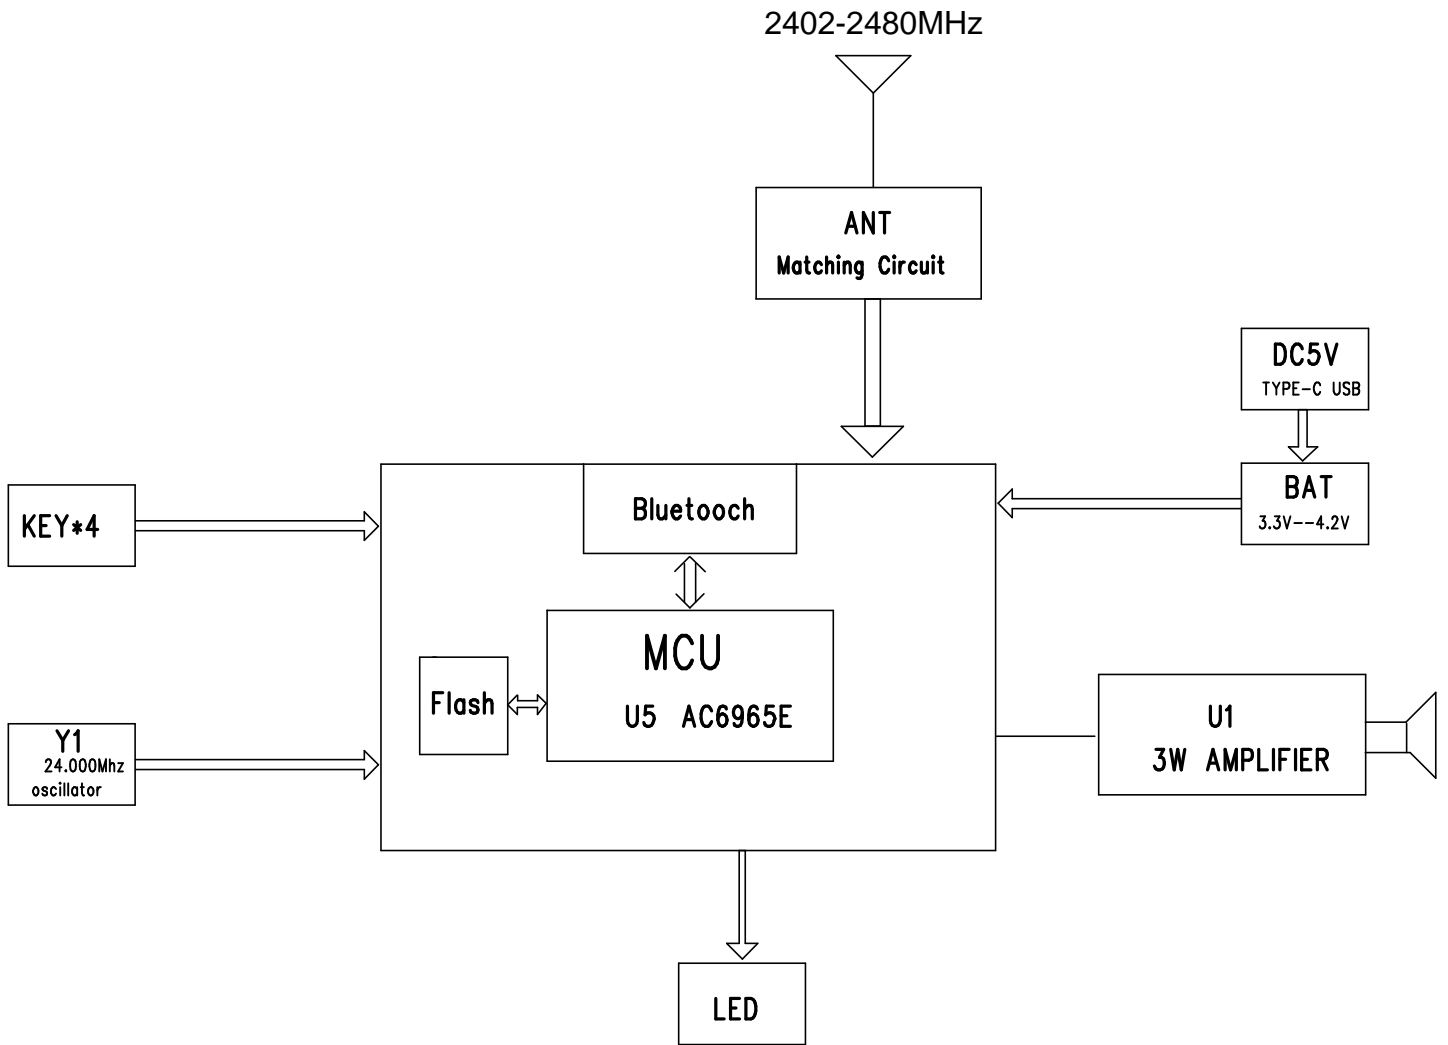 2402-2480MHz
ANT
Matching Circuit
DC5V
TYPE-C USB
BAT
3.3V--4.2V
KEY*4
Bluetooch
MCU
U5 AC6965E
Flash
Y1
24.000Mhz
oscillator
U1
3W AMPLIFIER
LED